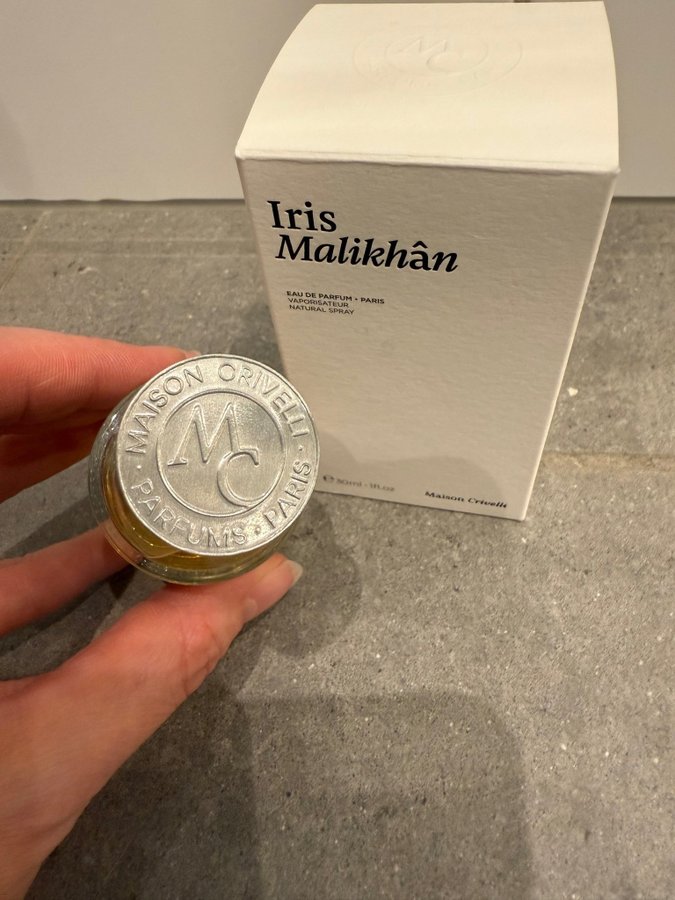 MC
Iris
Malikhân
EAU DE PARFUM • PARIS
VAPORISATEUR
NATURAL SPRAY
℮ 30ml - 1fl.oz
Maison Crivelli
MAISON CRIVELLI
MC
· PARFUMS · PARIS ·